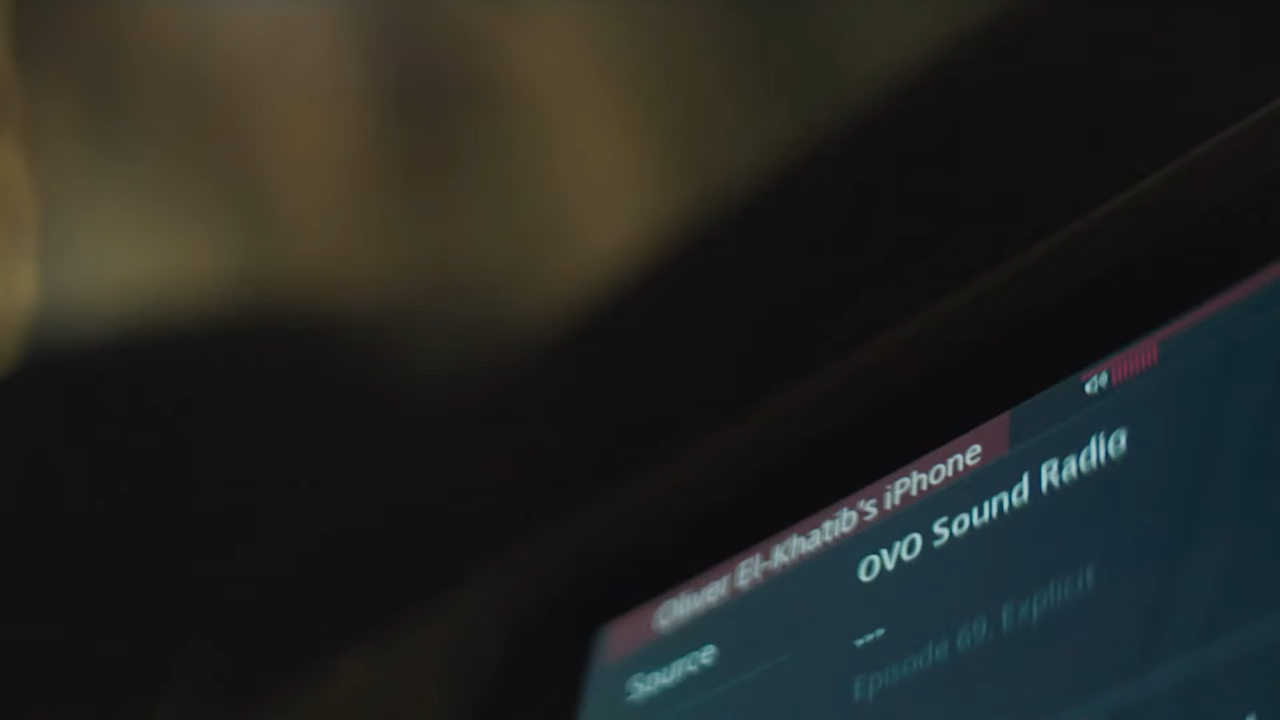 Oliver El-Khatib's iPhone
OVO Sound Radio
Source
---
Episode 69, Explicit